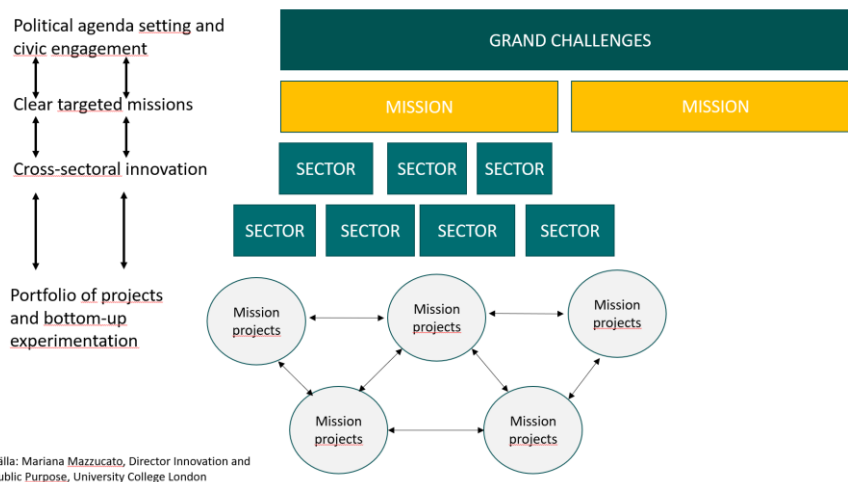 Political agenda setting and
civic engagement
GRAND CHALLENGES
Clear targeted missions
MISSION
MISSION
Cross-sectoral innovation
SECTOR
SECTOR
SECTOR
SECTOR
SECTOR
SECTOR
SECTOR
Portfolio of projects
and bottom-up
experimentation
Mission
projects
Mission
projects
Mission
projects
Mission
projects
Mission
projects
älla: Mariana Mazzucato, Director Innovation and
ublic Purpose, University College London